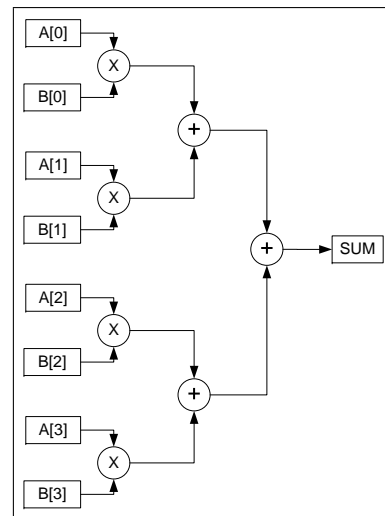 A[0]
X
B[0]
+
A[1]
X
B[1]
+
SUM
A[2]
X
B[2]
+
A[3]
X
B[3]